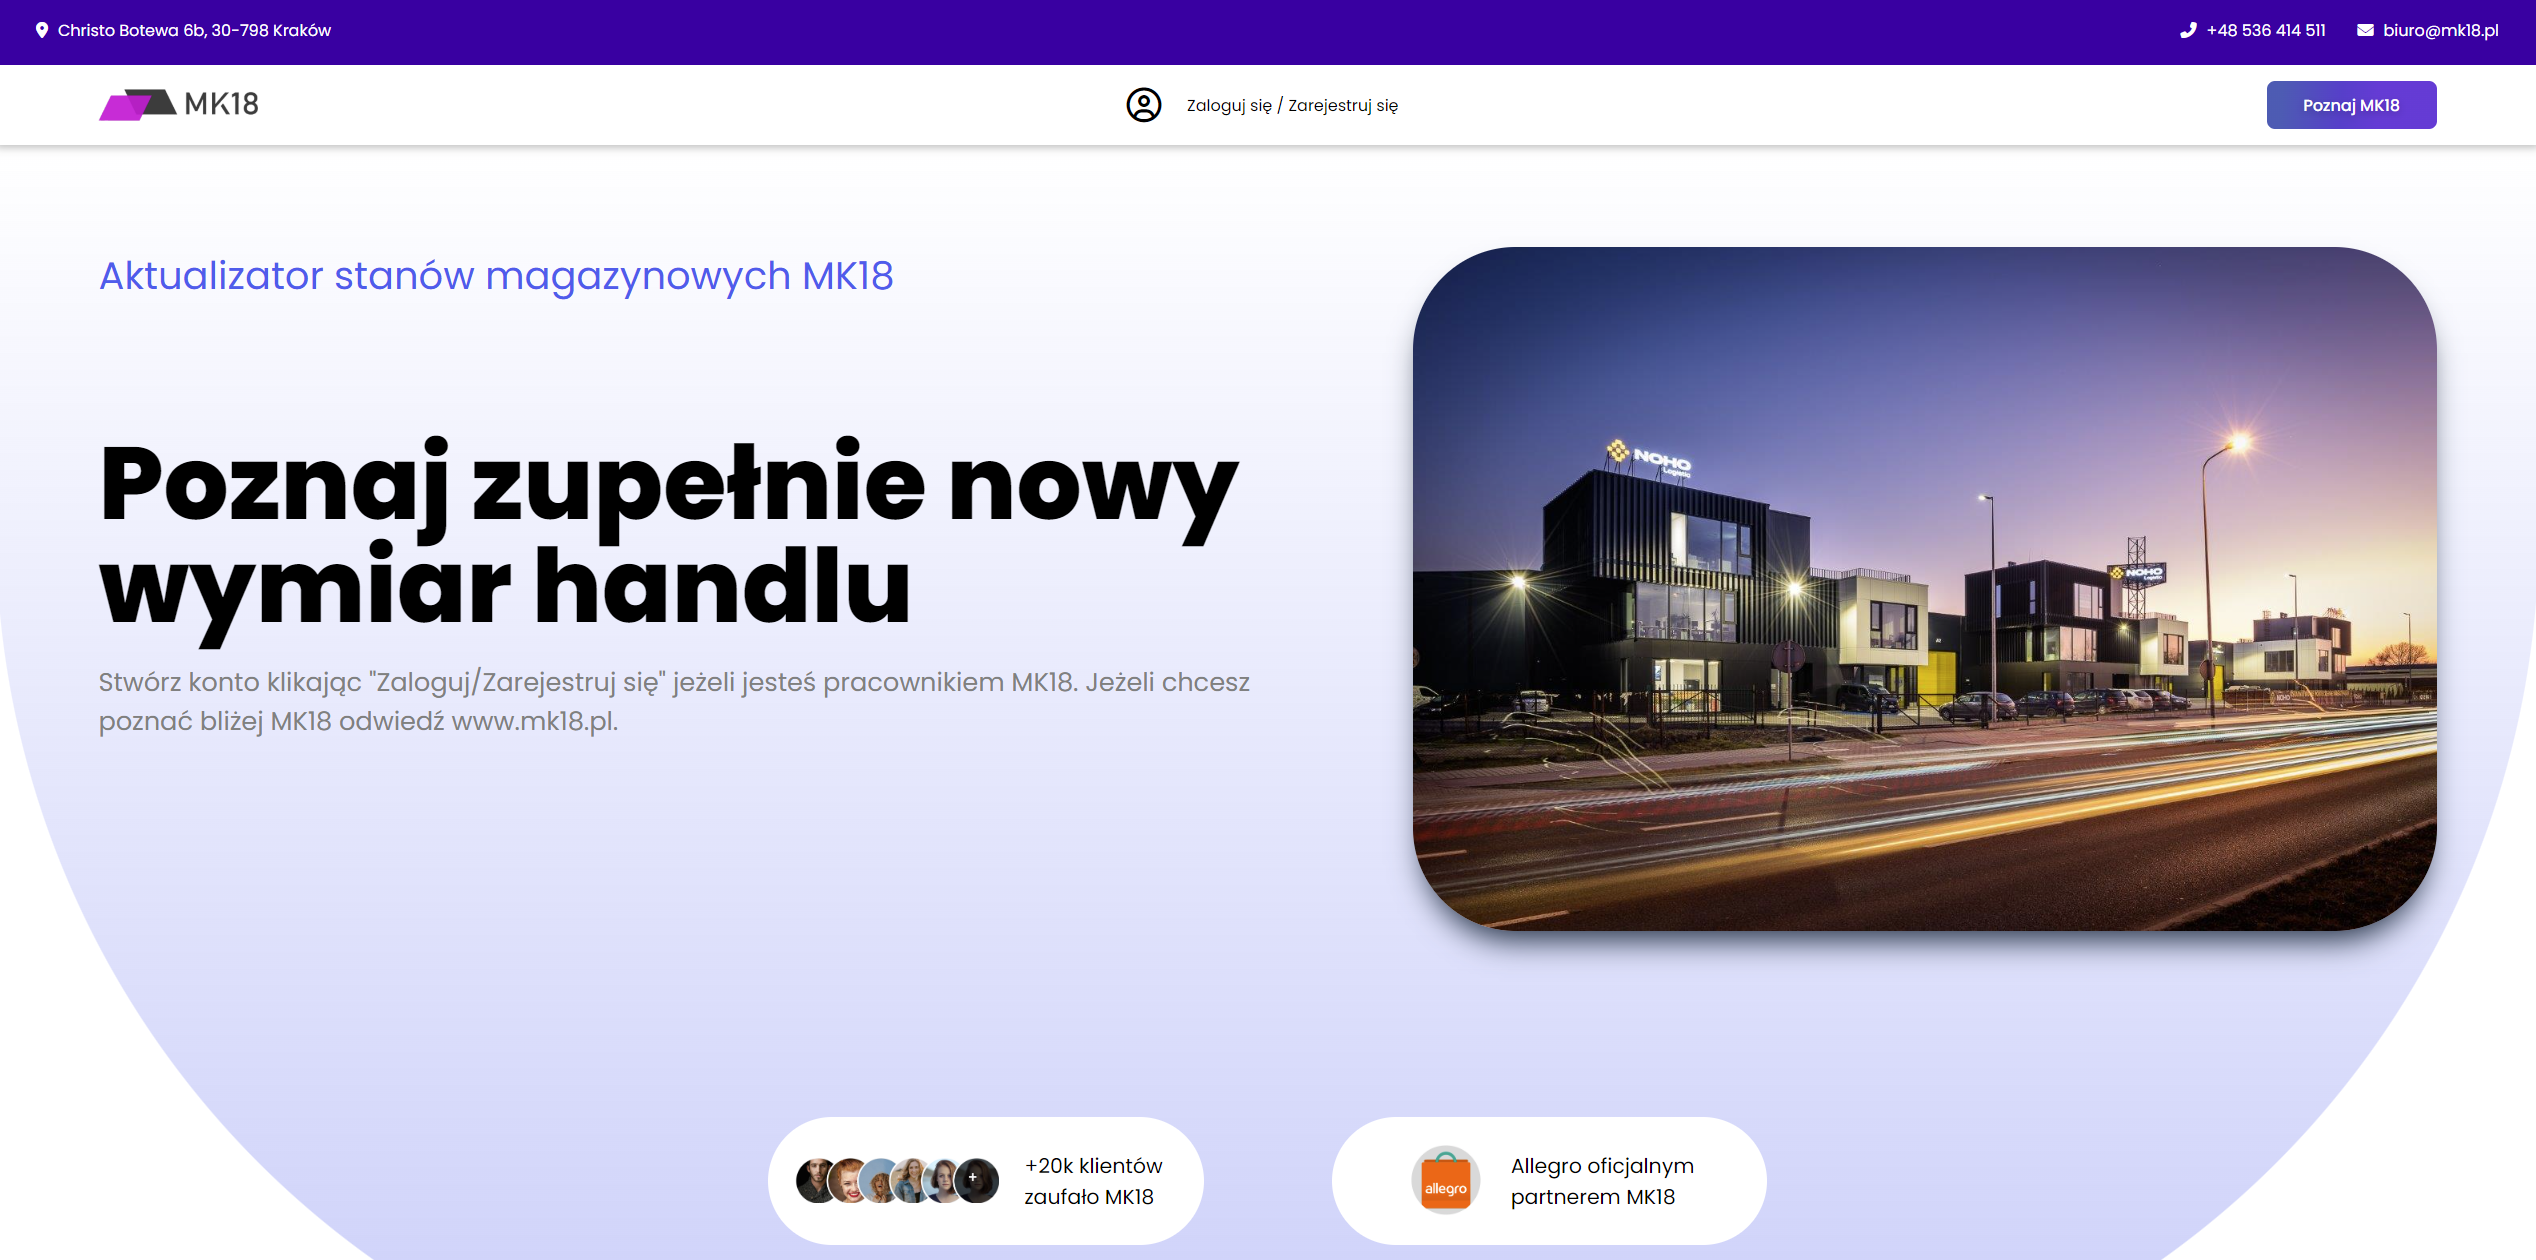 Christo Botewa 6b, 30-798 Kraków
+48 536 414 511
biuro@mk18.pl
MK18
Zaloguj się / Zarejestruj się
Poznaj MK18
Aktualizator stanów magazynowych MK18
Poznaj zupełnie nowy
wymiar handlu
Stwórz konto klikając "Zaloguj/Zarejestruj się" jeżeli jesteś pracownikiem MK18. Jeżeli chcesz
poznać bliżej MK18 odwiedź www.mk18.pl.
NOHO
Logistic
NOHO
Logistic
+
+20k klientów
zaufało MK18
allegro
Allegro oficjalnym
partnerem MK18